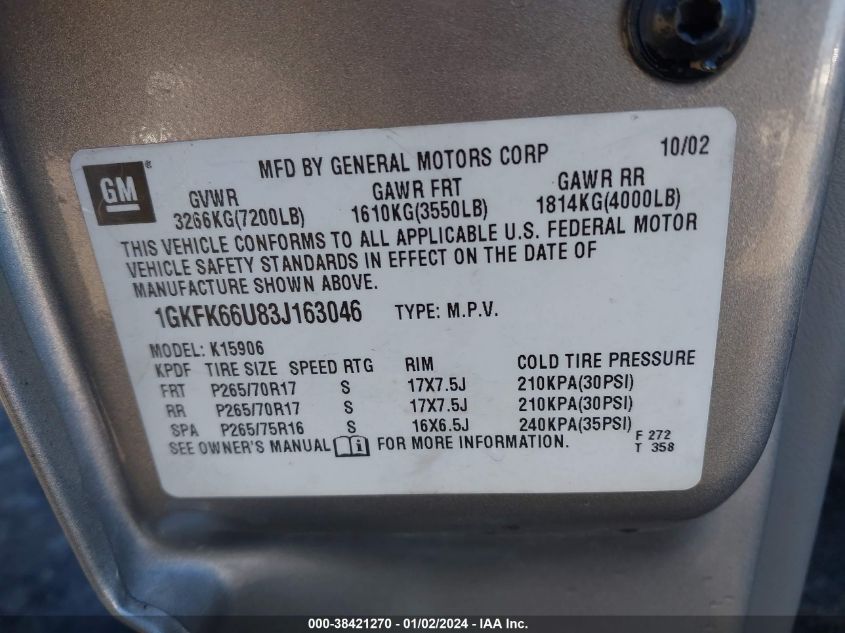 MFD BY GENERAL MOTORS CORP 10/02
GM®
GVWR GAWR FRT GAWR RR
3266KG(7200LB) 1610KG(3550LB) 1814KG(4000LB)
THIS VEHICLE CONFORMS TO ALL APPLICABLE U.S. FEDERAL MOTOR
VEHICLE SAFETY STANDARDS IN EFFECT ON THE DATE OF
MANUFACTURE SHOWN ABOVE.
1GKFK66U83J163046 TYPE: M.P.V.
MODEL: K15906
KPDF TIRE SIZE SPEED RTG RIM COLD TIRE PRESSURE
FRT P265/70R17 S 17X7.5J 210KPA(30PSI)
RR P265/70R17 S 17X7.5J 210KPA(30PSI)
SPA P265/75R16 S 16X6.5J 240KPA(35PSI)
SEE OWNER'S MANUAL i FOR MORE INFORMATION. F 272
T 358
000-38421270 - 01/02/2024 - IAA Inc.